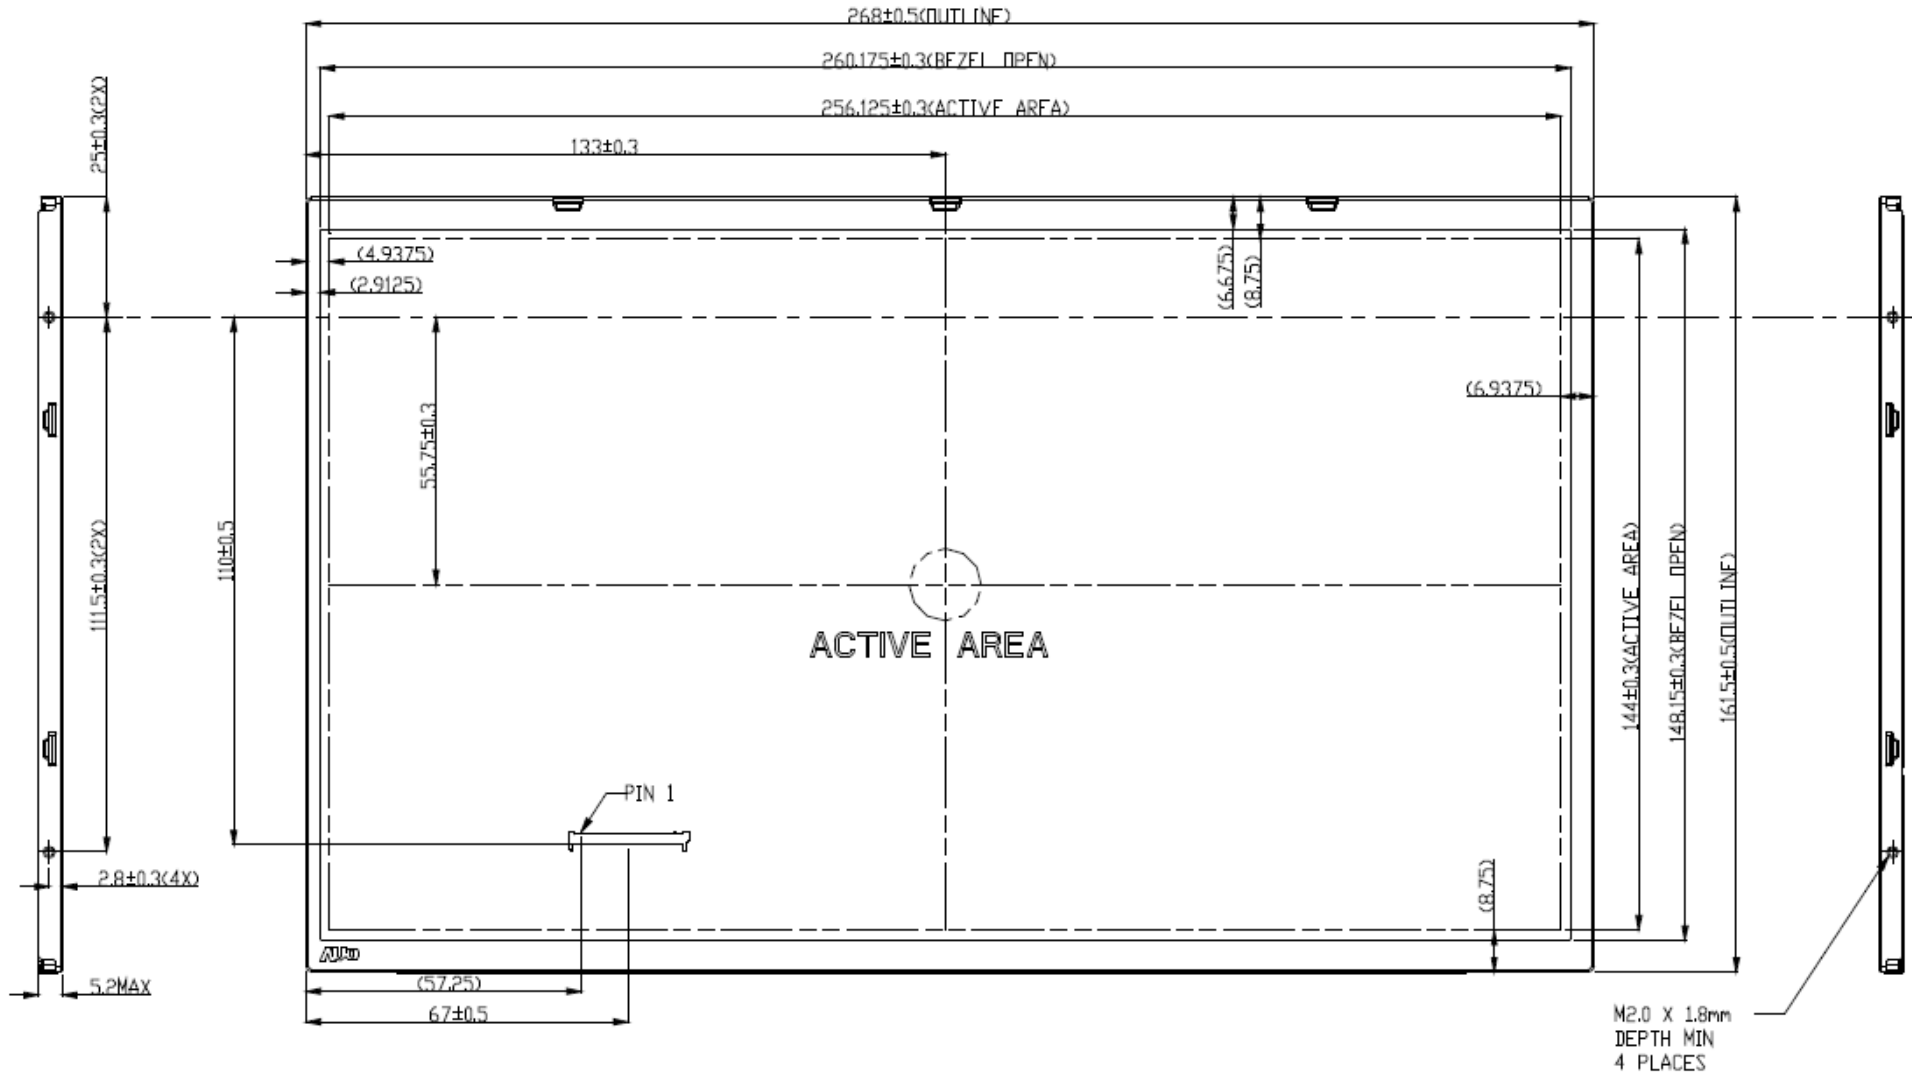 268±0.5(OUTLINE)
260.175±0.3(BEZEL OPEN)
256.125±0.3(ACTIVE AREA)
133±0.3
25±0.3(2X)
(4.9375)
(2.9125)
(6.675)
(8.75)
(6.9375)
55.75±0.3
110±0.5
111.5±0.3(2X)
144±0.3(ACTIVE AREA)
148.15±0.3(BEZEL OPEN)
161.5±0.5(OUTLINE)
ACTIVE AREA
PIN 1
2.8±0.3(4X)
(8.75)
AUO
5.2MAX
(57.25)
67±0.5
M2.0 X 1.8mm
DEPTH MIN
4 PLACES